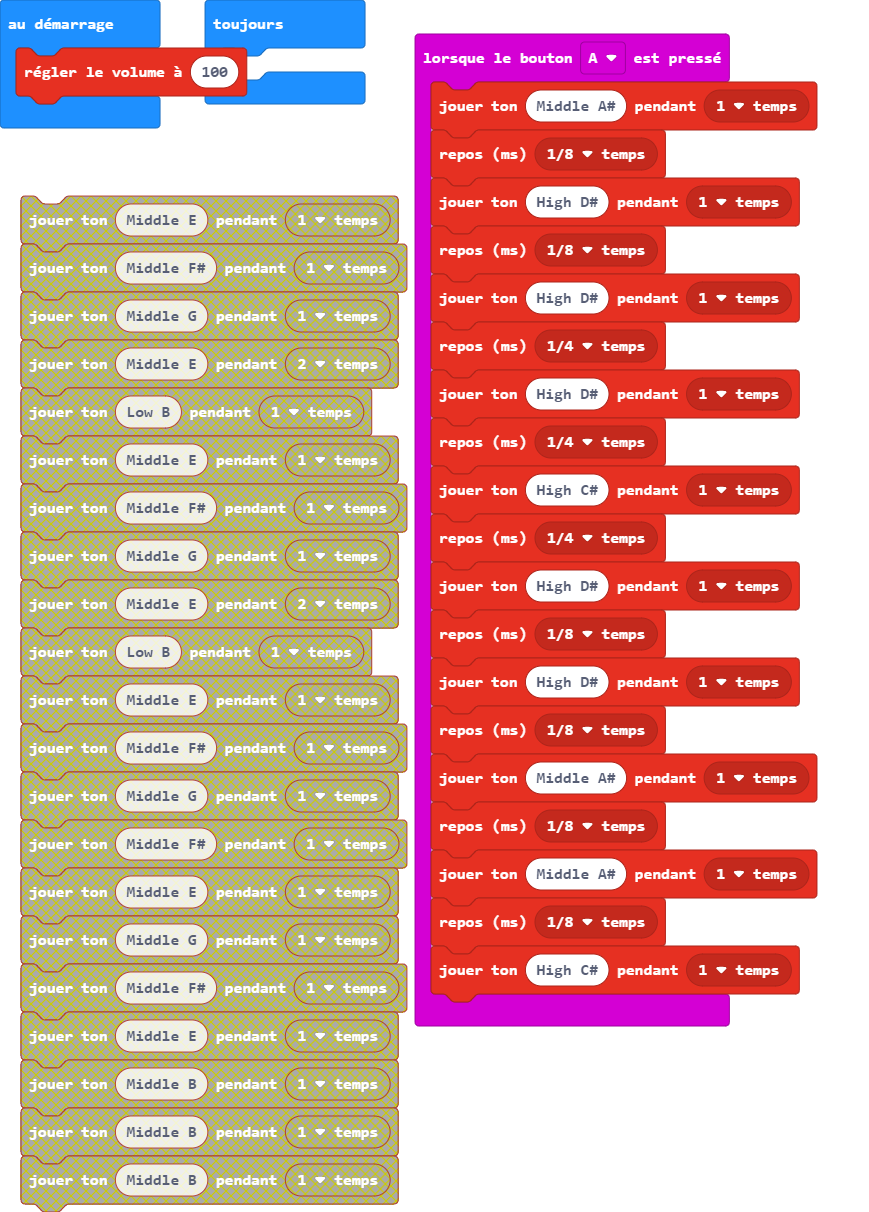 au démarrage
régler le volume à 100
toujours
jouer ton Middle E pendant 1 temps
jouer ton Middle F# pendant 1 temps
jouer ton Middle G pendant 1 temps
jouer ton Middle E pendant 2 temps
jouer ton Low B pendant 1 temps
jouer ton Middle E pendant 1 temps
jouer ton Middle F# pendant 1 temps
jouer ton Middle G pendant 1 temps
jouer ton Middle E pendant 2 temps
jouer ton Low B pendant 1 temps
jouer ton Middle E pendant 1 temps
jouer ton Middle F# pendant 1 temps
jouer ton Middle G pendant 1 temps
jouer ton Middle F# pendant 1 temps
jouer ton Middle E pendant 1 temps
jouer ton Middle G pendant 1 temps
jouer ton Middle F# pendant 1 temps
jouer ton Middle E pendant 1 temps
jouer ton Middle B pendant 1 temps
jouer ton Middle B pendant 1 temps
jouer ton Middle B pendant 1 temps
lorsque le bouton A est pressé
jouer ton Middle A# pendant 1 temps
repos (ms) 1/8 temps
jouer ton High D# pendant 1 temps
repos (ms) 1/8 temps
jouer ton High D# pendant 1 temps
repos (ms) 1/4 temps
jouer ton High D# pendant 1 temps
repos (ms) 1/4 temps
jouer ton High C# pendant 1 temps
repos (ms) 1/4 temps
jouer ton High D# pendant 1 temps
repos (ms) 1/8 temps
jouer ton High D# pendant 1 temps
repos (ms) 1/8 temps
jouer ton Middle A# pendant 1 temps
repos (ms) 1/8 temps
jouer ton Middle A# pendant 1 temps
repos (ms) 1/8 temps
jouer ton High C# pendant 1 temps